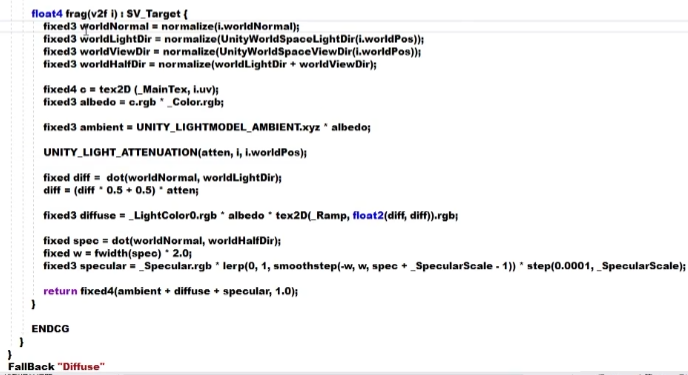 float4 frag(v2f i) : SV_Target {
fixed3 worldNormal = normalize(i.worldNormal);
fixed3 worldLightDir = normalize(UnityWorldSpaceLightDir(i.worldPos));
fixed3 worldViewDir = normalize(UnityWorldSpaceViewDir(i.worldPos));
fixed3 worldHalfDir = normalize(worldLightDir + worldViewDir);
fixed4 c = tex2D (_MainTex, i.uv);
fixed3 albedo = c.rgb * _Color.rgb;
fixed3 ambient = UNITY_LIGHTMODEL_AMBIENT.xyz * albedo;
UNITY_LIGHT_ATTENUATION(atten, i, i.worldPos);
fixed diff = dot(worldNormal, worldLightDir);
diff = (diff * 0.5 + 0.5) * atten;
fixed3 diffuse = _LightColor0.rgb * albedo * tex2D(_Ramp, float2(diff, diff)).rgb;
fixed spec = dot(worldNormal, worldHalfDir);
fixed w = fwidth(spec) * 2.0;
fixed3 specular = _Specular.rgb * lerp(0, 1, smoothstep(-w, w, spec + _SpecularScale - 1)) * step(0.0001, _SpecularScale);
return fixed4(ambient + diffuse + specular, 1.0);
}
ENDCG
}
}
FallBack "Diffuse"